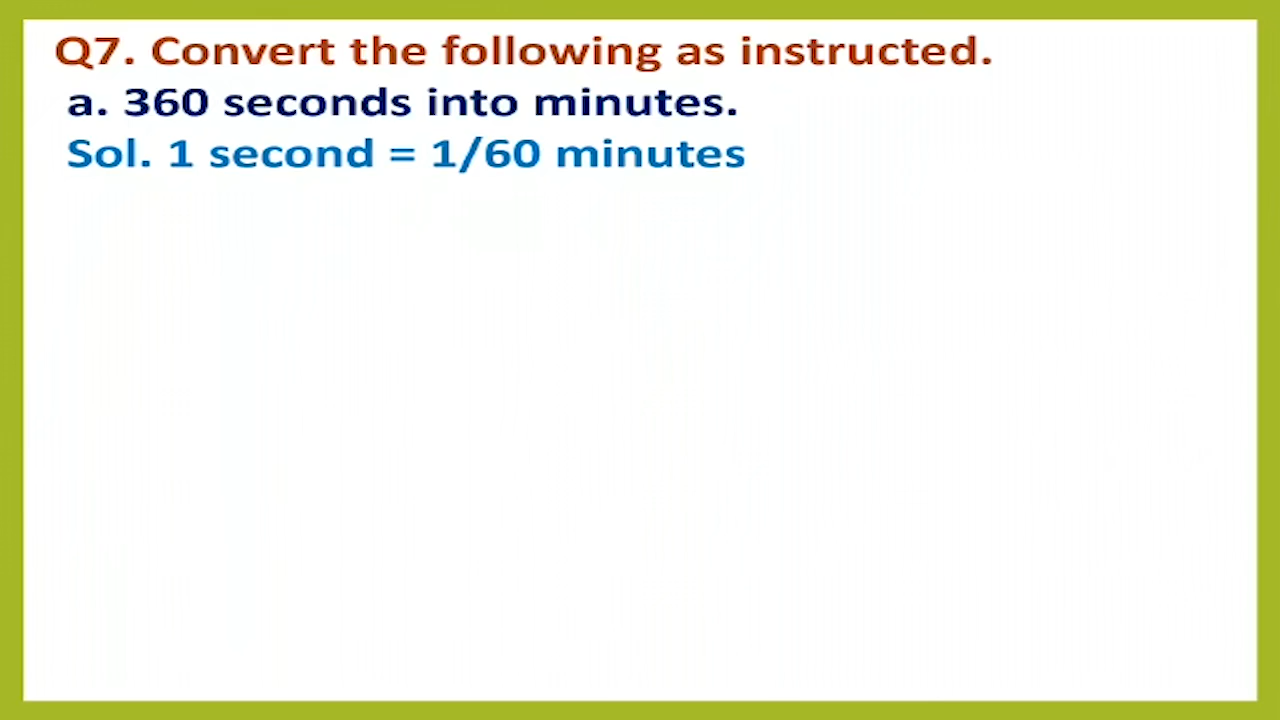 Q7. Convert the following as instructed.
a. 360 seconds into minutes.
Sol. 1 second = 1/60 minutes